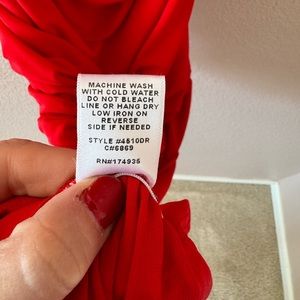 MACHINE WASH
WITH COLD WATER
DO NOT BLEACH
LINE OR HANG DRY
LOW IRON ON
REVERSE
SIDE IF NEEDED
STYLE #4510DR
C#6869
RN#174935